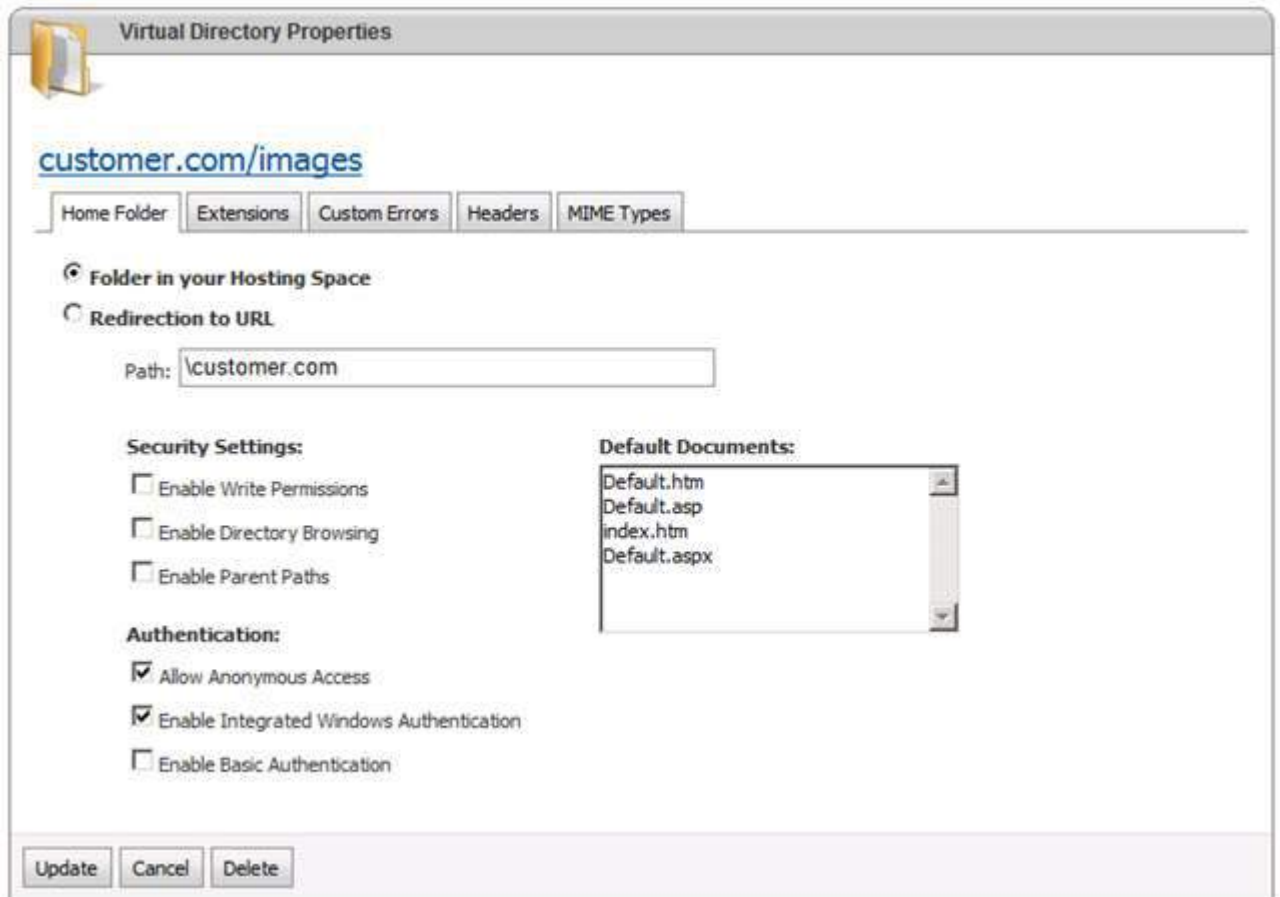 Virtual Directory Properties
customer.com/images
Home Folder Extensions Custom Errors Headers MIME Types
Folder in your Hosting Space
Redirection to URL
Path: \customer.com
Security Settings:
Enable Write Permissions
Enable Directory Browsing
Enable Parent Paths
Default Documents:
Default.htm
Default.asp
index.htm
Default.aspx
Authentication:
Allow Anonymous Access
Enable Integrated Windows Authentication
Enable Basic Authentication
Update Cancel Delete